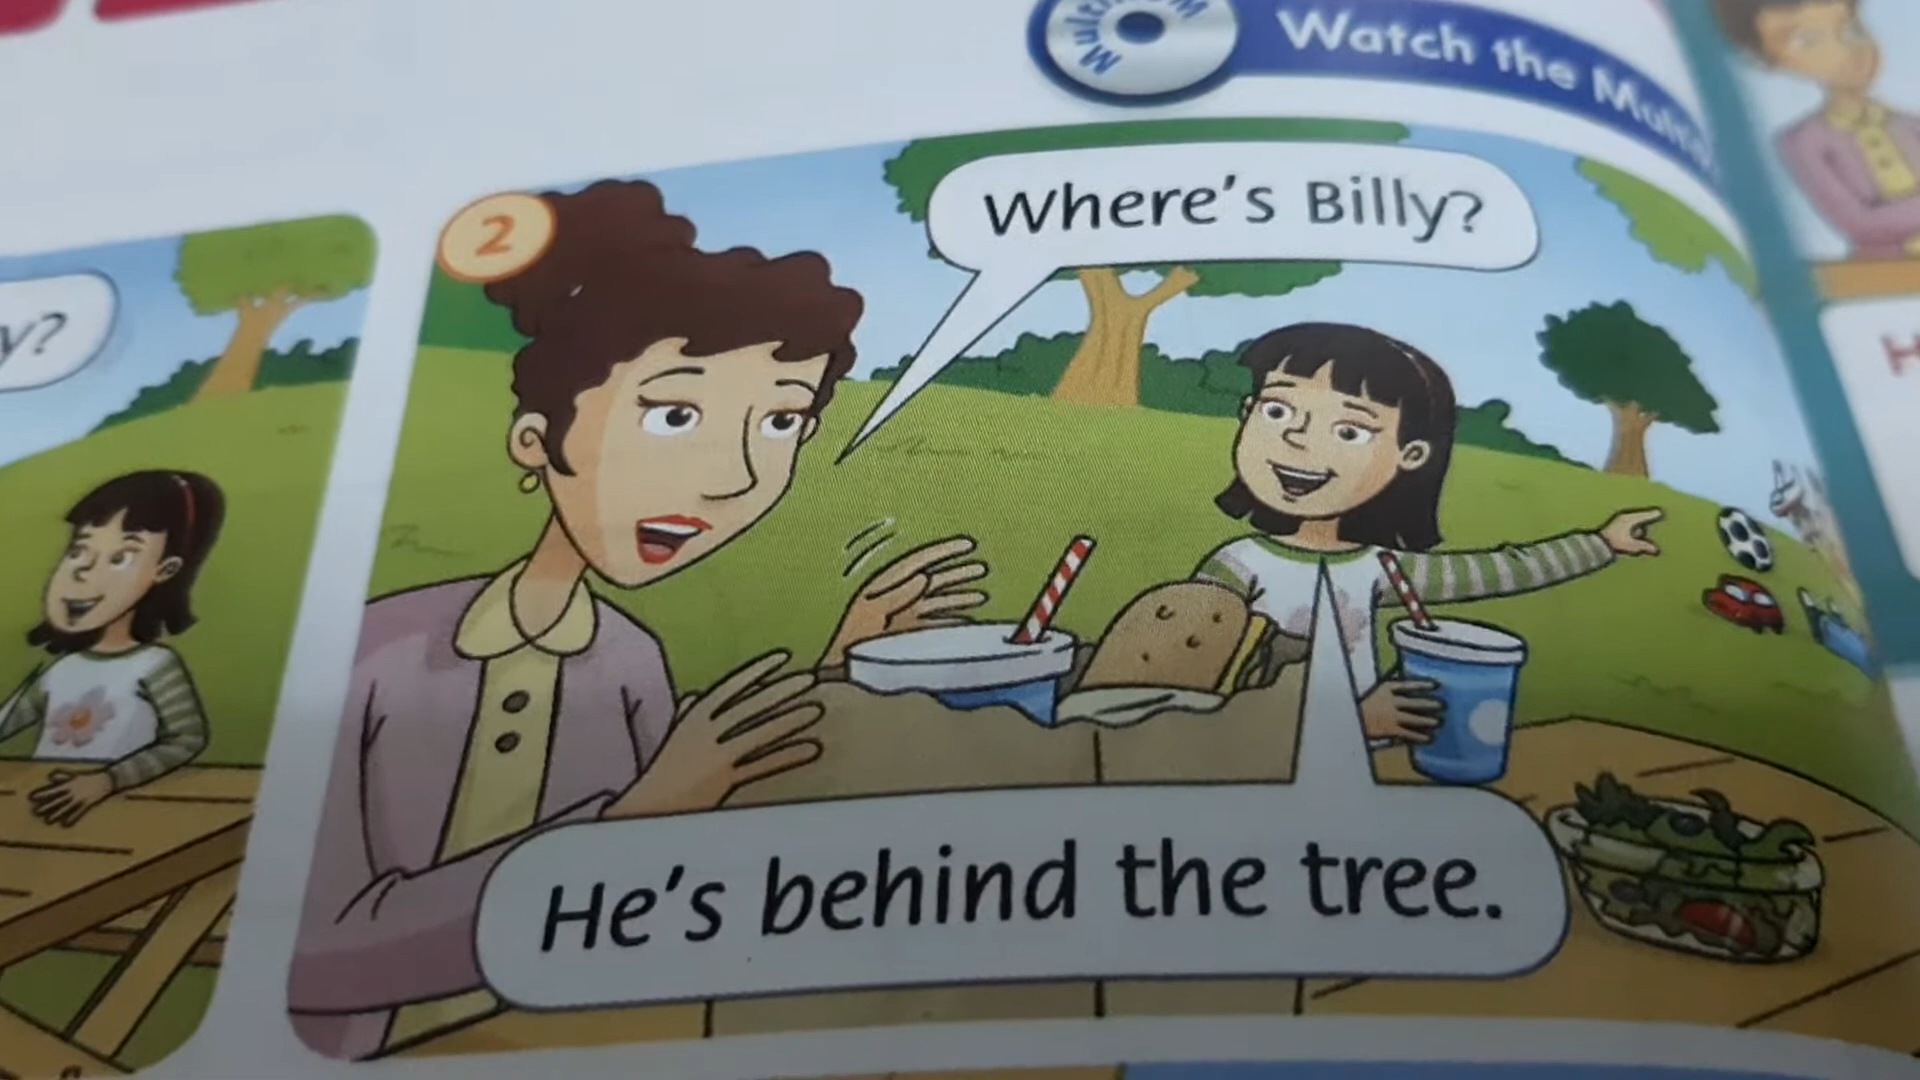 Watch the
2
Where's Billy?
He's behind the tree.